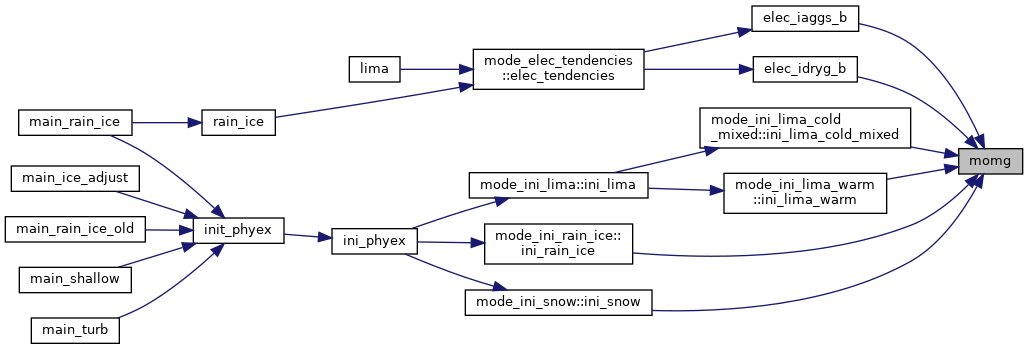 elec_iaggs_b
lima
mode_elec_tendencies
::elec_tendencies
elec_idryg_b
main_rain_ice
rain_ice
mode_ini_lima_cold
_mixed::ini_lima_cold_mixed
momg
main_ice_adjust
mode_ini_lima::ini_lima
mode_ini_lima_warm
::ini_lima_warm
main_rain_ice_old
init_phyex
ini_phyex
mode_ini_rain_ice::
ini_rain_ice
main_shallow
mode_ini_snow::ini_snow
main_turb